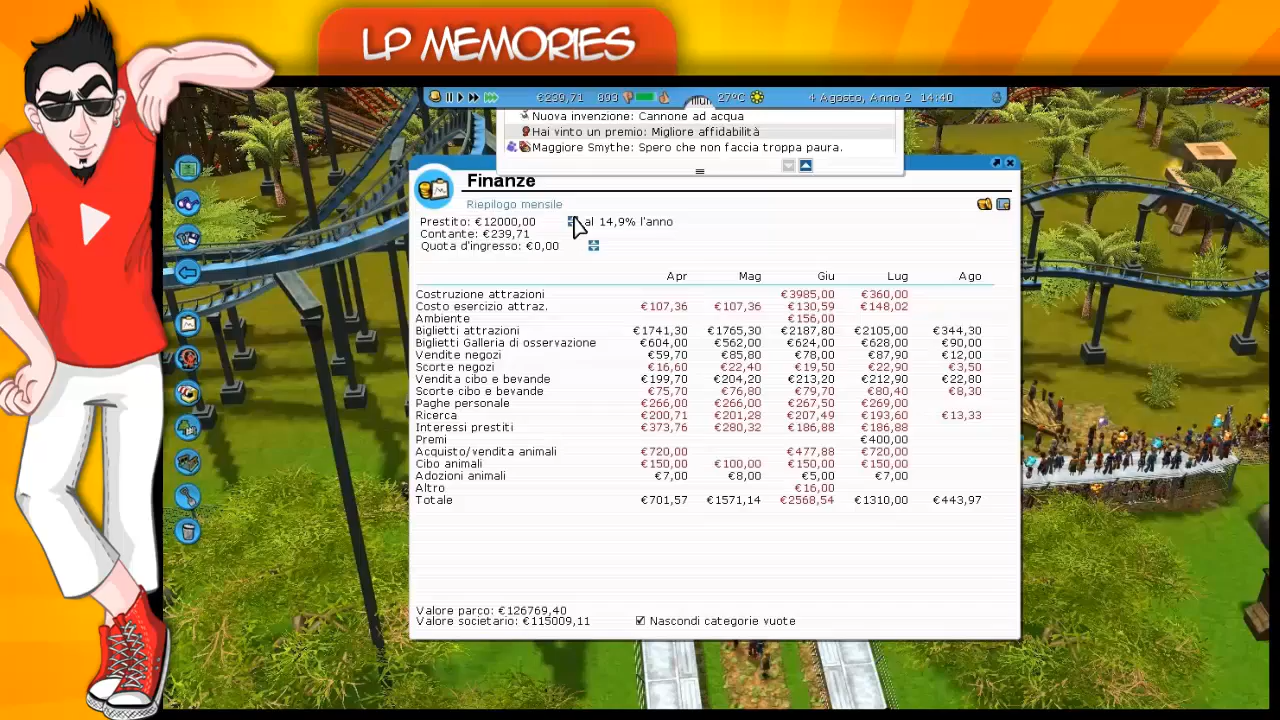 LP MEMORIES
€239,71 893 27°C 4 Agosto, Anno 2 14:40
Nuova invenzione: Cannone ad acqua
Hai vinto un premio: Migliore affidabilità
Maggiore Smythe: Spero che non faccia troppa paura.
Finanze
Riepilogo mensile
Prestito: €12000,00 al 14,9% l'anno
Contante: €239,71
Quota d'ingresso: €0,00
Apr Mag Giu Lug Ago
Costruzione attrazioni €3985,00 €360,00
Costo esercizio attraz. €107,36 €107,36 €130,59 €148,02
Ambiente €156,00
Biglietti attrazioni €1741,30 €1765,30 €2187,80 €2105,00 €344,30
Biglietti Galleria di osservazione €604,00 €562,00 €624,00 €628,00 €90,00
Vendite negozi €59,70 €85,80 €78,00 €87,90 €12,00
Scorte negozi €16,60 €22,40 €19,50 €22,90 €3,50
Vendita cibo e bevande €199,70 €204,20 €213,20 €212,90 €22,80
Scorte cibo e bevande €75,70 €76,80 €79,70 €80,40 €8,30
Paghe personale €266,00 €266,00 €267,50 €269,00
Ricerca €200,71 €201,28 €207,49 €193,60 €13,33
Interessi prestiti €373,76 €280,32 €186,88 €186,88
Premi €400,00
Acquisto/vendita animali €720,00 €477,88 €720,00
Cibo animali €150,00 €100,00 €150,00 €150,00
Adozioni animali €7,00 €8,00 €5,00 €7,00
Altro €16,00
Totale €701,57 €1571,14 €2568,54 €1310,00 €443,97
Valore parco: €126769,40
Valore societario: €115009,11
Nascondi categorie vuote